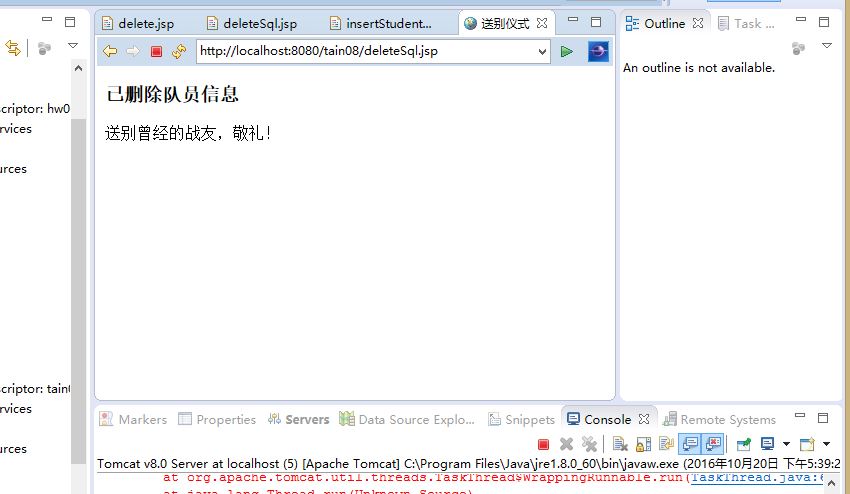 delete.jsp deleteSql.jsp insertStudent... 送别仪式
Outline Task ...
http://localhost:8080/tain08/deleteSql.jsp
An outline is not available.
已删除队员信息
送别曾经的战友，敬礼！
scriptor: hw0
rvices
urces
scriptor: taint
rvices
urces
Markers Properties Servers Data Source Explo... Snippets Console Remote Systems
Tomcat v8.0 Server at localhost (5) [Apache Tomcat] C:\Program Files\Java\jre1.8.0_60\bin\javaw.exe (2016年10月20日 下午5:39:2
at org.apache.tomcat.util.threads.TaskThread$WrappingRunnable.run(TaskThread.java:6
at java.lang.Thread.run(Unknown Source)